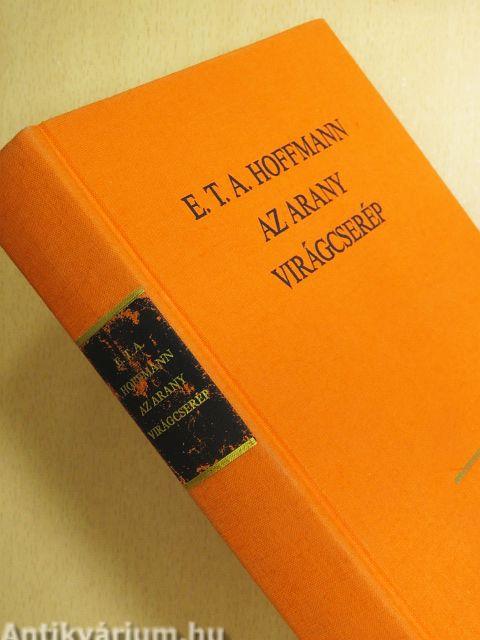 E. T. A. HOFFMANN
AZ ARANY
VIRÁGCSERÉP
E. T. A.
HOFFMANN
AZ ARANY
VIRÁGCSERÉP
Antikvárium.hu